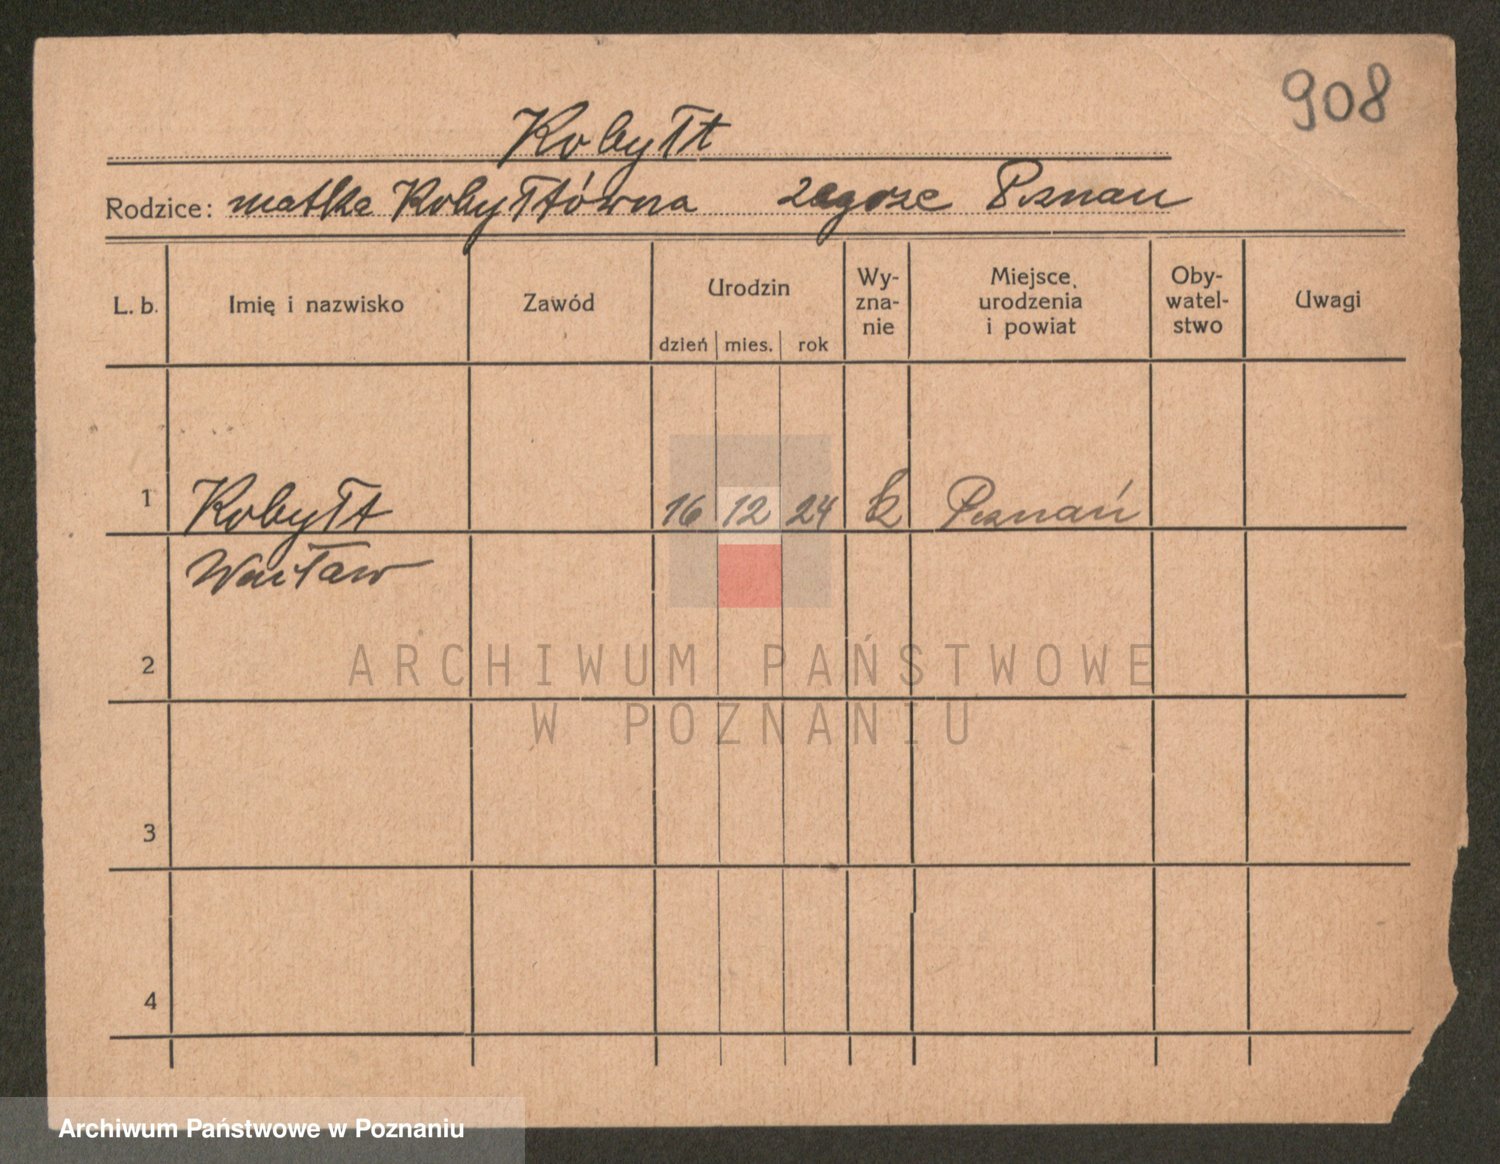 908
Kobyłt
Rodzice: matka Kobyłtówna Zagorze Poznań
L. b. Imię i nazwisko Zawód Urodzin Wy-zna-nie Miejsce urodzenia i powiat Oby-watel-stwo Uwagi
dzień mies. rok
1 Kobyłt 16 12 24 k Poznań
Wacław
2
ARCHIWUM PAŃSTWOWE
W POZNANIU
3
4
Archiwum Państwowe w Poznaniu